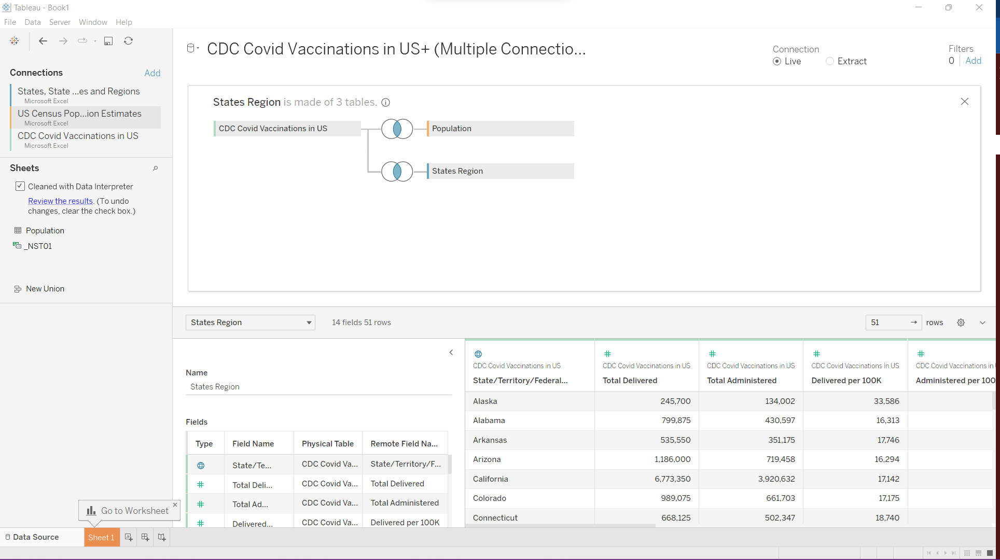 Tableau - Book1
File Data Server Window Help
Connections Add
States, State ...es and Regions
Microsoft Excel
US Census Pop...ion Estimates
Microsoft Excel
CDC Covid Vaccinations in US
Microsoft Excel
Sheets
Cleaned with Data Interpreter
Review the results. (To undo
changes, clear the check box.)
Population
_NST01
New Union
CDC Covid Vaccinations in US+ (Multiple Connectio...
Connection
Live Extract
Filters
0 Add
States Region is made of 3 tables.
CDC Covid Vaccinations in US
Population
States Region
States Region 14 fields 51 rows 51 rows
Name
States Region
Fields
Type Field Name Physical Table Remote Field Na...
State/Te... CDC Covid Va... State/Territory/F...
Total Deli... CDC Covid Va... Total Delivered
Total Ad... CDC Covid Va... Total Administered
Delivered... CDC Covid Va... Delivered per 100K
CDC Covid Vaccinations in US CDC Covid Vaccinations in US CDC Covid Vaccinations in US CDC Covid Vaccinations in US CDC Covid Vaccinations in
State/Territory/Federal... Total Delivered Total Administered Delivered per 100K Administered per 100
Alaska 245,700 134,002 33,586
Alabama 799,875 430,597 16,313
Arkansas 535,550 351,175 17,746
Arizona 1,186,000 719,458 16,294
California 6,773,350 3,920,632 17,142
Colorado 989,075 661,703 17,175
Connecticut 668,125 502,347 18,740
Go to Worksheet
Data Source Sheet 1